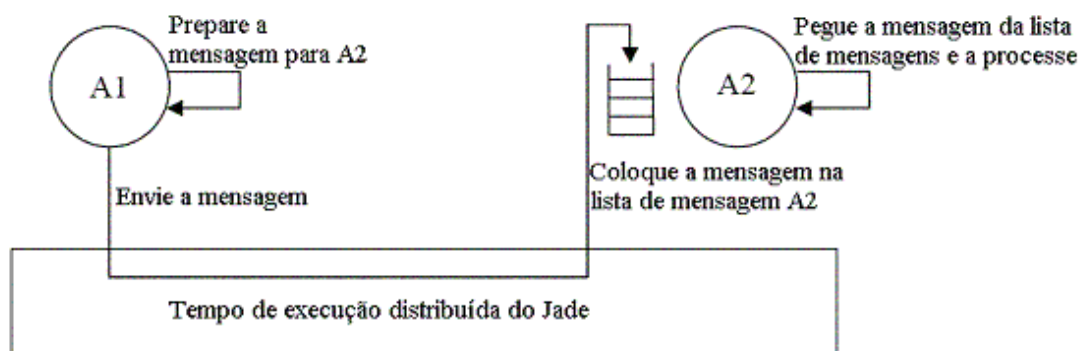 Prepare a
mensagem para A2
A1
Envie a mensagem
Pegue a mensagem da lista
de mensagens e a processe
A2
Coloque a mensagem na
lista de mensagem A2
Tempo de execução distribuída do Jade